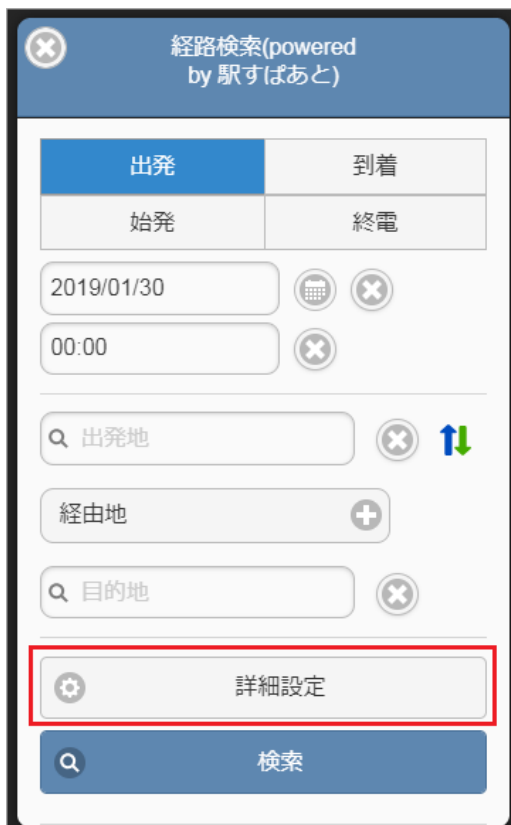 経路検索(powered
by 駅すぱあと)
出発 到着
始発 終電
2019/01/30
00:00
出発地
経由地
目的地
詳細設定
検索